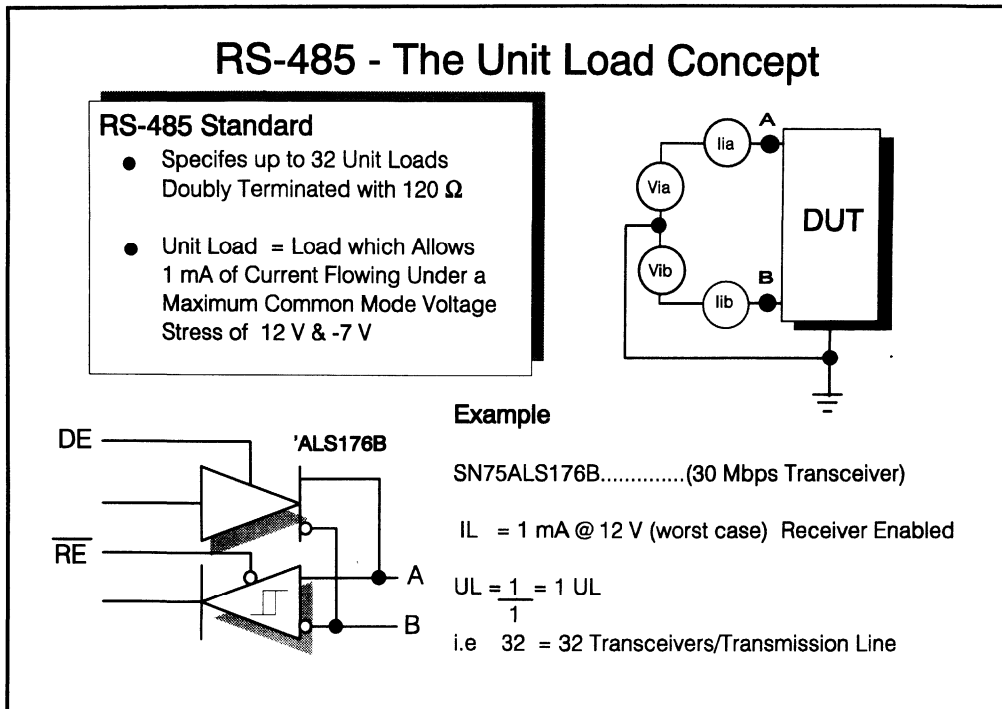 RS-485 - The Unit Load Concept
RS-485 Standard
● Specifes up to 32 Unit Loads
Doubly Terminated with 120 Ω
● Unit Load = Load which Allows
1 mA of Current Flowing Under a
Maximum Common Mode Voltage
Stress of 12 V & -7 V
A
Iia
Via
DUT
Vib
B
Iib
Example
DE
'ALS176B
SN75ALS176B..............(30 Mbps Transceiver)
IL = 1 mA @ 12 V (worst case) Receiver Enabled
RE
A
UL = 1 = 1 UL
1
B
i.e 32 = 32 Transceivers/Transmission Line